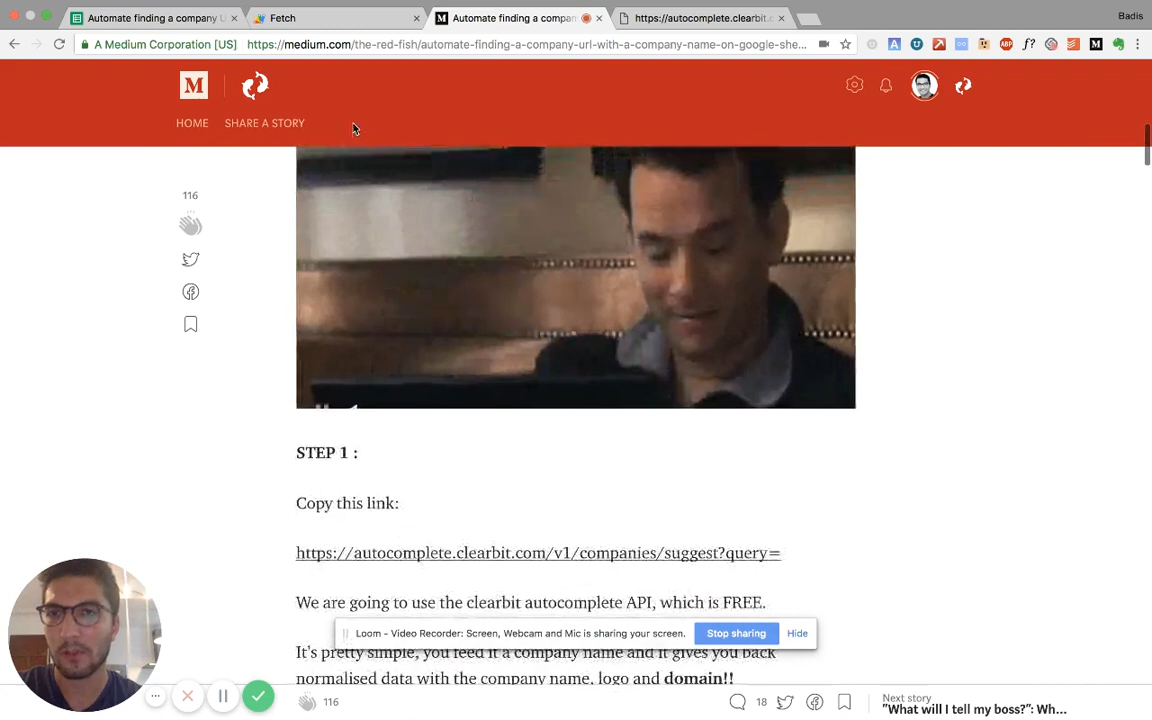 Automate finding a company U
Fetch
Automate finding a compan
https://autocomplete.clearbit.c
Badis
A Medium Corporation [US]
https://medium.com/the-red-fish/automate-finding-a-company-url-with-a-company-name-on-google-she...
A
ABP
f?
M
M
HOME
SHARE A STORY
116
STEP 1 :
Copy this link:
https://autocomplete.clearbit.com/v1/companies/suggest?query=
We are going to use the clearbit autocomplete API, which is FREE.
Loom - Video Recorder: Screen, Webcam and Mic is sharing your screen.
Stop sharing
Hide
It's pretty simple, you feed it a company name and it gives you back
normalised data with the company name, logo and domain!!
116
18
Next story
"What will I tell my boss?": Wh...